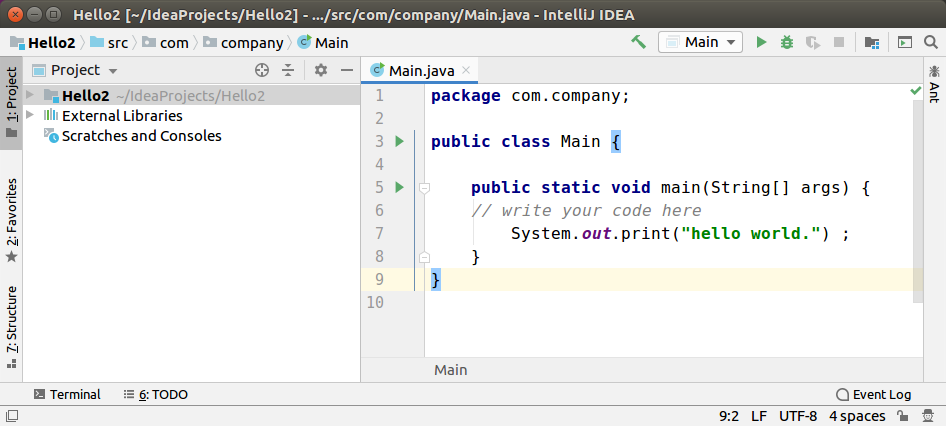 Hello2 [~/IdeaProjects/Hello2] - .../src/com/company/Main.java - IntelliJ IDEA
Hello2 src com company Main
Main
1: Project
2: Favorites
7: Structure
Project
Hello2 ~/IdeaProjects/Hello2
External Libraries
Scratches and Consoles
Main.java
1 package com.company;
2
3 public class Main {
4
5 public static void main(String[] args) {
6 // write your code here
7 System.out.print("hello world.") ;
8 }
9 }
10
Main
Ant
Terminal 6: TODO Event Log
9:2 LF UTF-8 4 spaces